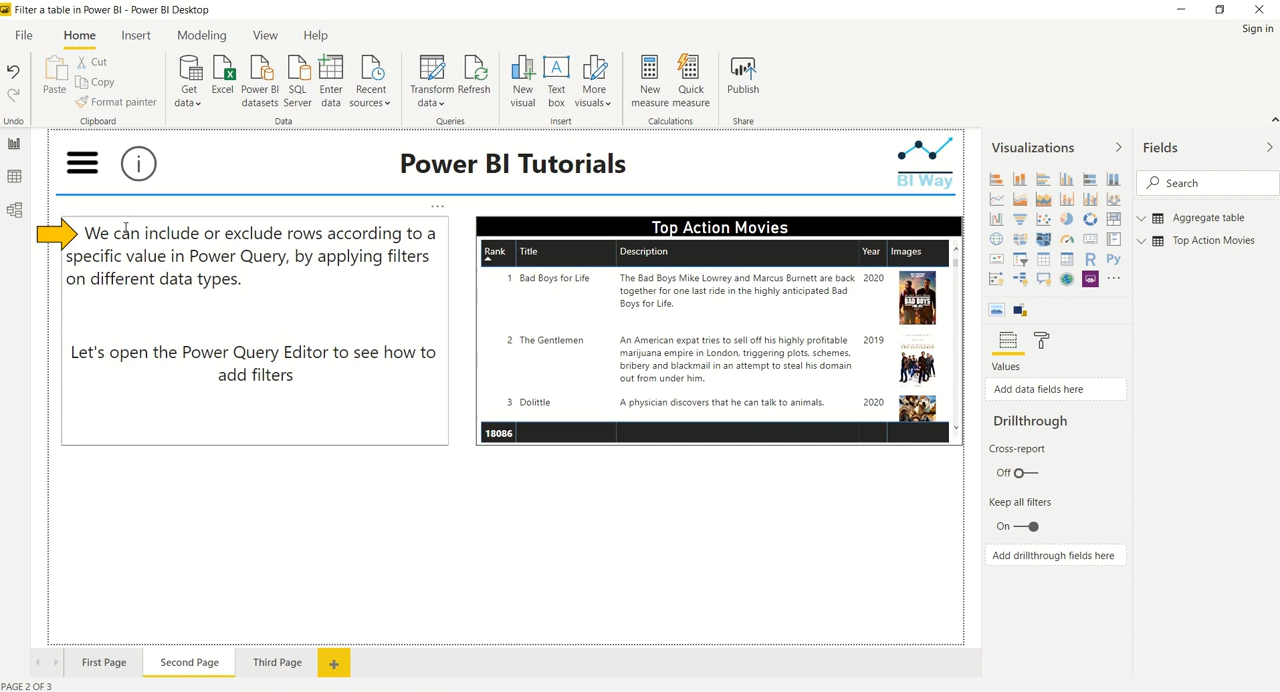 Filter a table in Power BI - Power BI Desktop
File Home Insert Modeling View Help
Sign in
Paste
Cut
Copy
Format painter
Get data
Excel
Power BI datasets
SQL Server
Enter data
Recent sources
Transform data
Refresh
New visual
Text box
More visuals
New measure
Quick measure
Publish
Undo
Clipboard
Data
Queries
Insert
Calculations
Share
i
Power BI Tutorials
BI Way
We can include or exclude rows acording to a
specific value in Power Query, by applying filters
on different data types.
Let's open the Power Query Editor to see how to
add filters
Top Action Movies
Rank Title Description Year Images
1 Bad Boys for Life The Bad Boys Mike Lowrey and Marcus Burnett are back 2020
together for one last ride in the highly anticipated Bad
Boys for Life.
2 The Gentlemen An American expat tries to sell off his highly profitable 2019
marijuana empire in London, triggering plots, schemes,
bribery and blackmail in an attempt to steal his domain
out from under him.
3 Dolittle A physician discovers that he can talk to animals. 2020
18086
Visualizations
R Py
Values
Add data fields here
Drillthrough
Cross-report
Off
Keep all filters
On
Add drillthrough fields here
Fields
Search
Aggregate table
Top Action Movies
First Page Second Page Third Page +
PAGE 2 OF 3